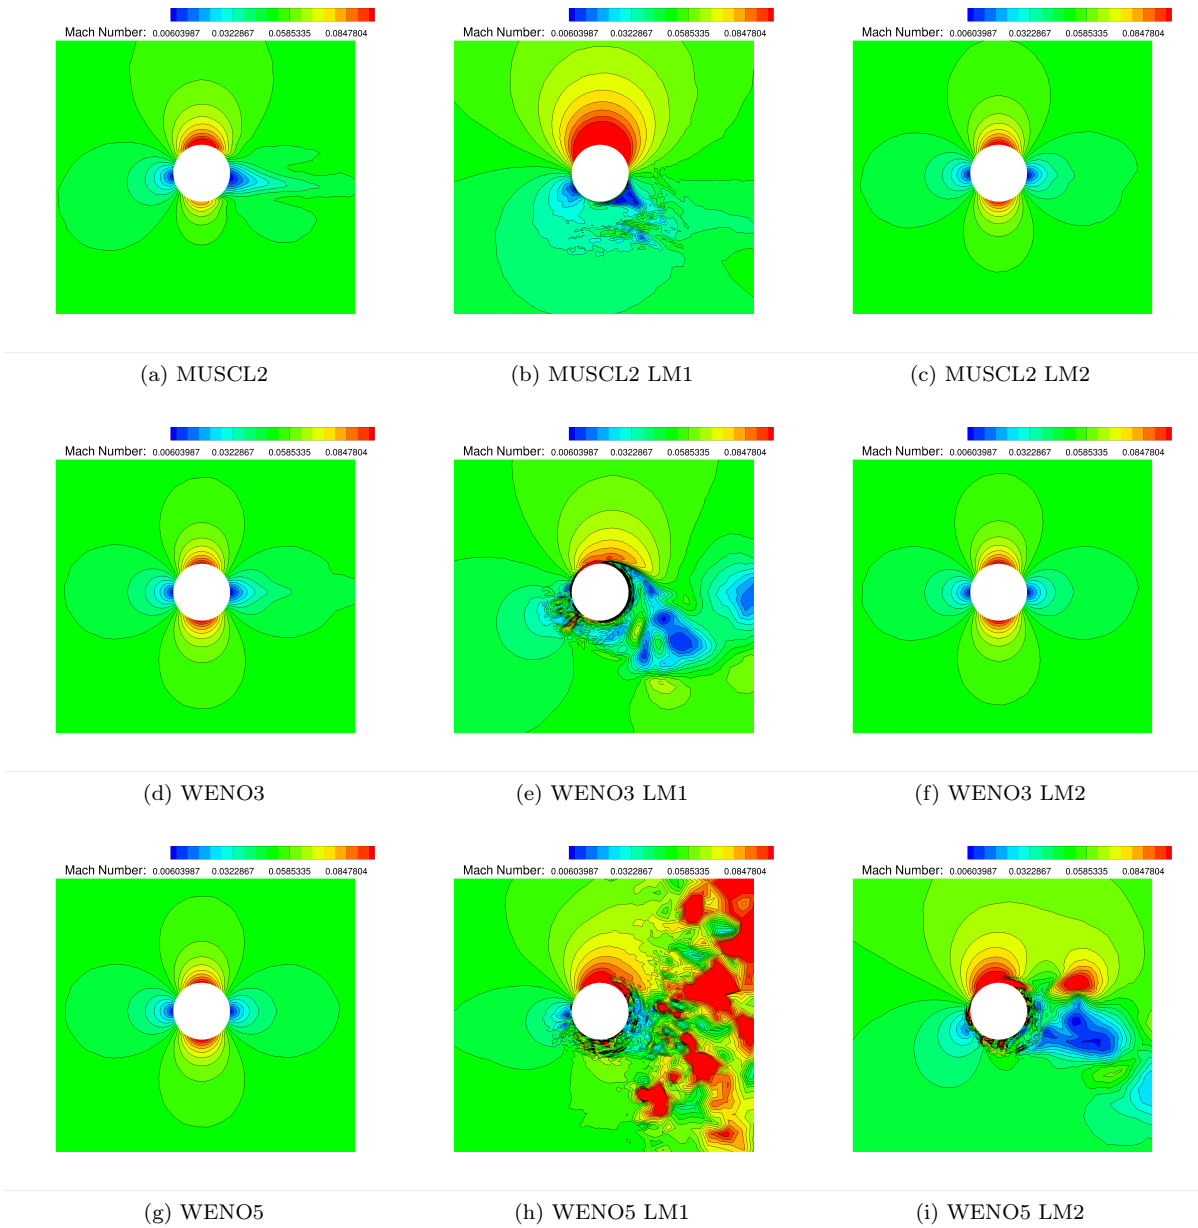 Mach Number: 0.00603987 0.0322867 0.0585335 0.0847804
Mach Number: 0.00603987 0.0322867 0.0585335 0.0847804
Mach Number: 0.00603987 0.0322867 0.0585335 0.0847804
(a) MUSCL2
(b) MUSCL2 LM1
(c) MUSCL2 LM2
Mach Number: 0.00603987 0.0322867 0.0585335 0.0847804
Mach Number: 0.00603987 0.0322867 0.0585335 0.0847804
Mach Number: 0.00603987 0.0322867 0.0585335 0.0847804
(d) WENO3
(e) WENO3 LM1
(f) WENO3 LM2
Mach Number: 0.00603987 0.0322867 0.0585335 0.0847804
Mach Number: 0.00603987 0.0322867 0.0585335 0.0847804
Mach Number: 0.00603987 0.0322867 0.0585335 0.0847804
(g) WENO5
(h) WENO5 LM1
(i) WENO5 LM2